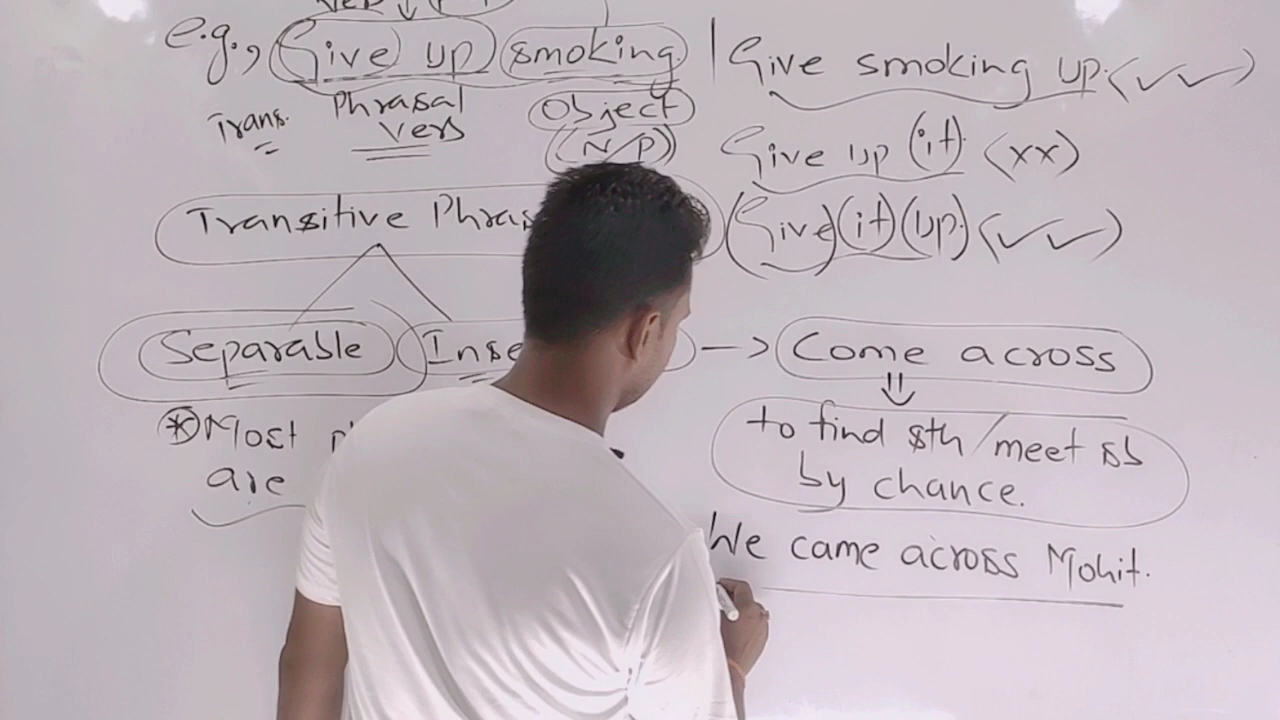 e.g., Give up smoking. | Give smoking up. (✓✓)
Trans. Phrasal Verb Object (N/P)
Give up (it). (xx)
(Give) (it) (up). (✓✓)
Transitive
Separable
→ Come across
⇓
to find sth/meet sb
by chance.
⊛ Most
are
We came across Mohit.